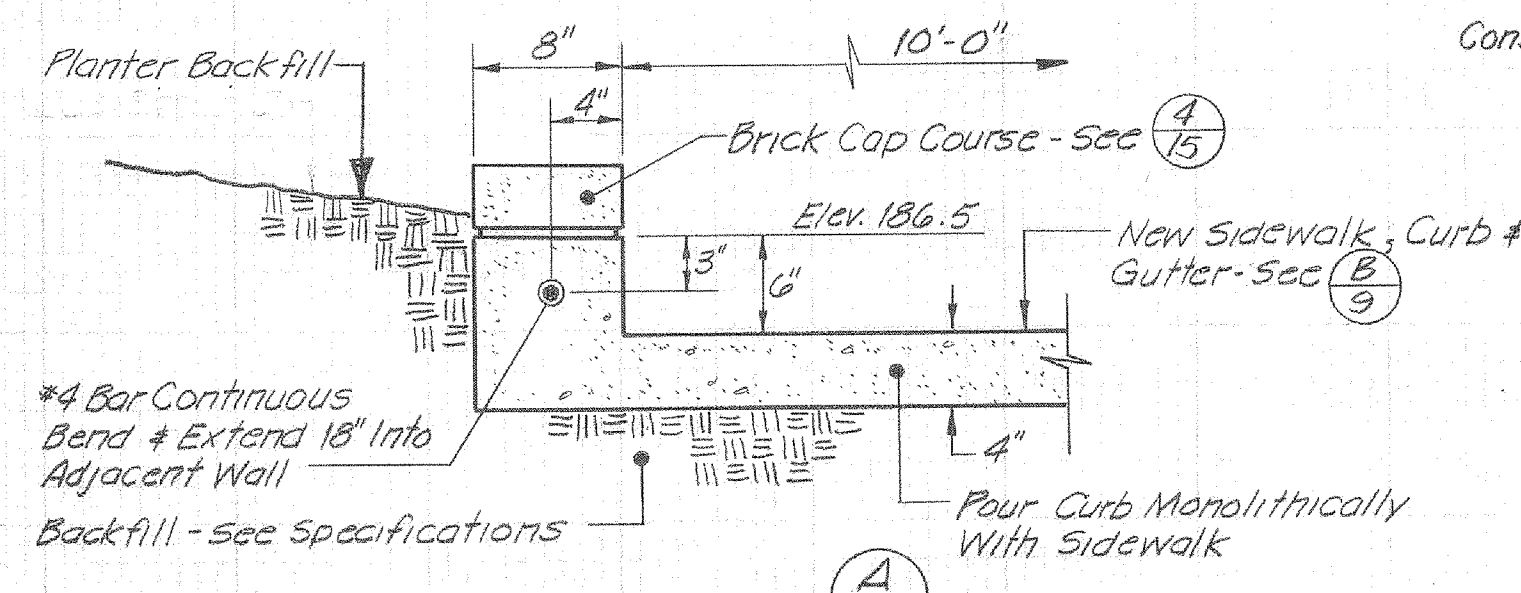 8"
10'-0"
Cons
Planter Backfill
4"
Brick Cap Course - See 4/15
Elev. 186.5
New Sidewalk, Curb &
Gutter - See B/9
3"
6"
#4 Bar Continuous
Bend & Extend 18" Into
Adjacent Wall
4"
Backfill - See Specifications
Pour Curb Monolithically
With Sidewalk
A